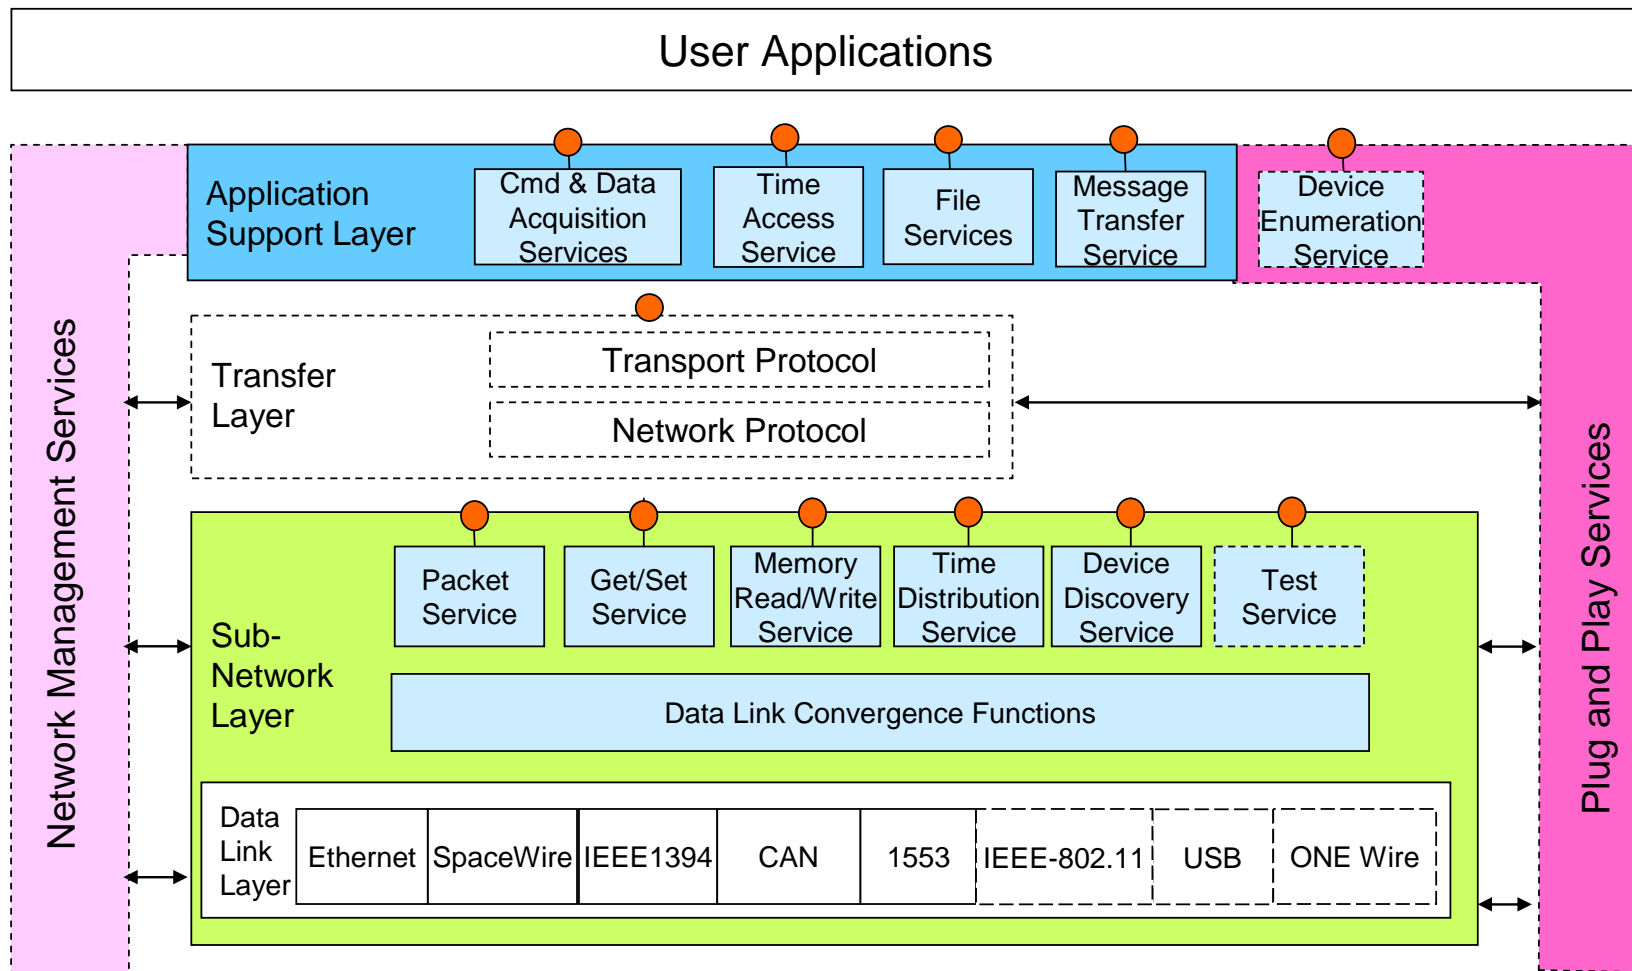 User Applications
Application
Support Layer
Cmd & Data
Acquisition
Services
Time
Access
Service
File
Services
Message
Transfer
Service
Device
Enumeration
Service
Network Management Services
Transfer
Layer
Transport Protocol
Network Protocol
Plug and Play Services
Sub-
Network
Layer
Packet
Service
Get/Set
Service
Memory
Read/Write
Service
Time
Distribution
Service
Device
Discovery
Service
Test
Service
Data Link Convergence Functions
Data
Link
Layer
Ethernet
SpaceWire
IEEE1394
CAN
1553
IEEE-802.11
USB
ONE Wire